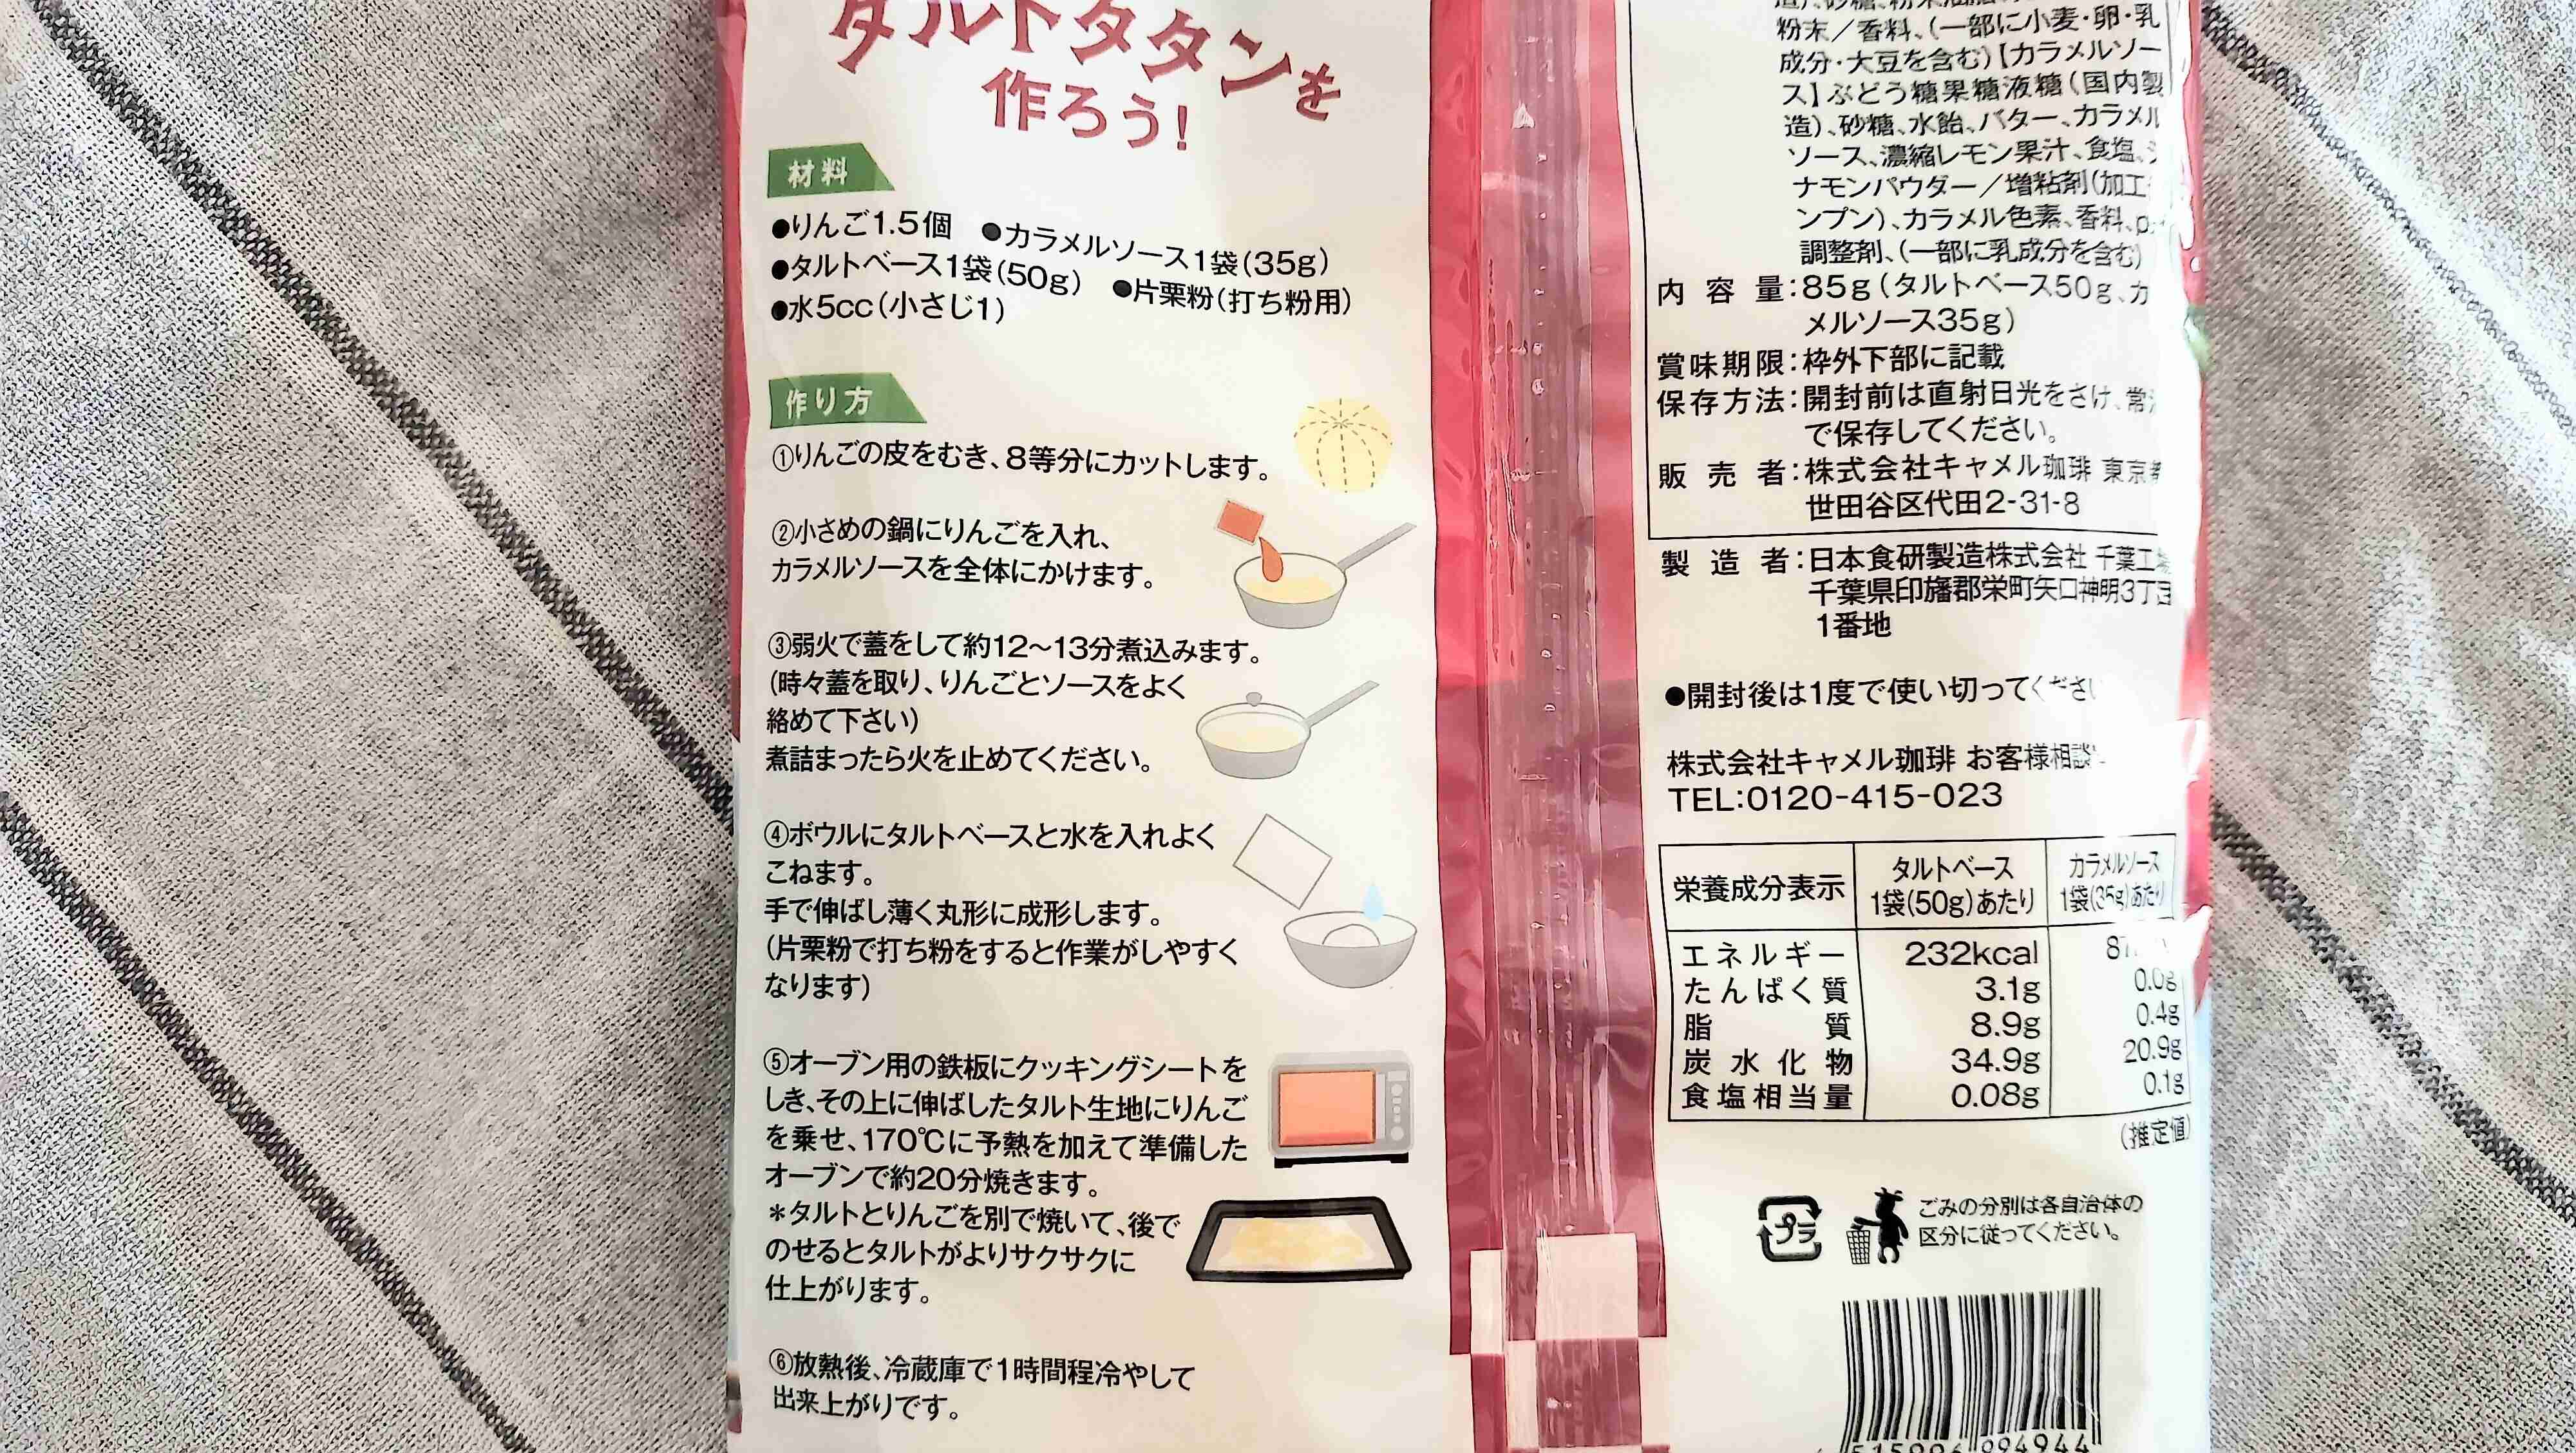 タルトタタンを
作ろう!
材料
●りんご1.5個 ●カラメルソース1袋(35g)
●タルトベース1袋(50g) ●片栗粉(打ち粉用)
●水5cc(小さじ1)
作り方
①りんごの皮をむき、8等分にカットします。
②小さめの鍋にりんごを入れ、
カラメルソースを全体にかけます。
③弱火で蓋をして約12～13分煮込みます。
(時々蓋を取り、りんごとソースをよく
絡めて下さい)
煮詰まったら火を止めてください。
④ボウルにタルトベースと水を入れよく
こねます。
手で伸ばし薄く丸形に成形します。
(片栗粉で打ち粉をすると作業がしやすく
なります)
⑤オーブン用の鉄板にクッキングシートを
しき、その上に伸ばしたタルト生地にりんご
を乗せ、170℃に予熱を加えて準備した
オーブンで約20分焼きます。
*タルトとりんごを別で焼いて、後で
のせるとタルトがよりサクサクに
仕上がります。
⑥放熱後、冷蔵庫で1時間程冷やして
出来上がりです。
粉末/香料、(一部に小麦・卵・乳
成分・大豆を含む)【カラメルソー
ス】ぶどう糖果糖液糖(国内製
造)、砂糖、水飴、バター、カラメル
ソース、濃縮レモン果汁、食塩、シ
ナモンパウダー/増粘剤(加工
ンプン)、カラメル色素、香料、p
調整剤、(一部に乳成分を含む)
内容量:85g(タルトベース50g、カ
メルソース35g)
賞味期限:枠外下部に記載
保存方法:開封前は直射日光をさけ、常
で保存してください。
販売者:株式会社キャメル珈琲 東京都
世田谷区代田2-31-8
製造者:日本食研製造株式会社 千葉工場
千葉県印旛郡栄町矢口神明3丁目
1番地
●開封後は1度で使い切ってください
株式会社キャメル珈琲 お客様相談
TEL:0120-415-023
栄養成分表示 タルトベース 1袋(50g)あたり カラメルソース 1袋(35g)あたり
エネルギー 232kcal 87
たんぱく質 3.1g 0.0g
脂質 8.9g 0.4g
炭水化物 34.9g 20.9g
食塩相当量 0.08g 0.1g
(推定値)
プラ
ごみの分別は各自治体の
区分に従ってください。